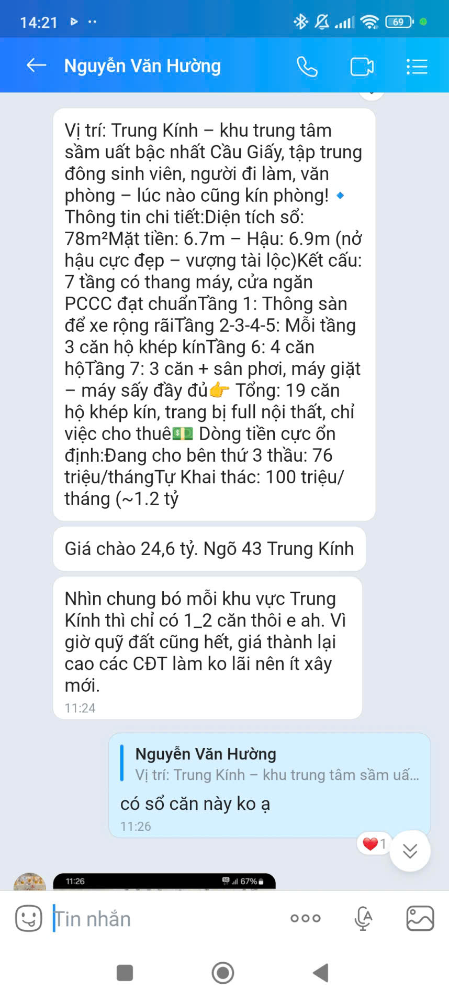 14:21
69
Nguyễn Văn Hường
Vị trí: Trung Kính – khu trung tâm
sầm uất bậc nhất Cầu Giấy, tập trung
đông sinh viên, người đi làm, văn
phòng – lúc nào cũng kín phòng! 🔹
Thông tin chi tiết:Diện tích sổ:
78m²Mặt tiền: 6.7m – Hậu: 6.9m (nở
hậu cực đẹp – vượng tài lộc)Kết cấu:
7 tầng có thang máy, cửa ngăn
PCCC đạt chuẩnTầng 1: Thông sàn
để xe rộng rãiTầng 2-3-4-5: Mỗi tầng
3 căn hộ khép kínTầng 6: 4 căn
hộTầng 7: 3 căn + sân phơi, máy giặt
– máy sấy đầy đủ👉 Tổng: 19 căn
hộ khép kín, trang bị full nội thất, chỉ
việc cho thuê💵 Dòng tiền cực ổn
định:Đang cho bên thứ 3 thầu: 76
triệu/thángTự Khai thác: 100 triệu/
tháng (~1.2 tỷ
Giá chào 24,6 tỷ. Ngõ 43 Trung Kính
Nhìn chung bó mỗi khu vực Trung
Kính thì chỉ có 1_2 căn thôi e ah. Vì
giờ quỹ đất cũng hết, giá thành lại
cao các CĐT làm ko lãi nên ít xây
mới.
11:24
Nguyễn Văn Hường
Vị trí: Trung Kính – khu trung tâm sầm uấ...
có sổ căn này ko ạ
11:26
❤️ 1
11:26
5G 67%
Tin nhắn